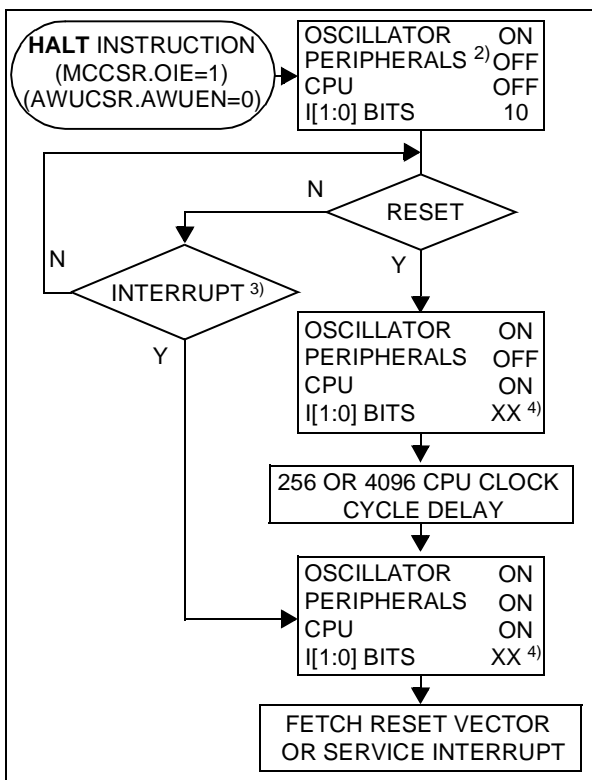 HALT INSTRUCTION
(MCCSR.OIE=1)
(AWUCSR.AWUEN=0)
OSCILLATOR ON
PERIPHERALS 2) OFF
CPU OFF
I[1:0] BITS 10
N
RESET
N
Y
INTERRUPT 3)
Y
OSCILLATOR ON
PERIPHERALS OFF
CPU ON
I[1:0] BITS XX 4)
256 OR 4096 CPU CLOCK
CYCLE DELAY
OSCILLATOR ON
PERIPHERALS ON
CPU ON
I[1:0] BITS XX 4)
FETCH RESET VECTOR
OR SERVICE INTERRUPT